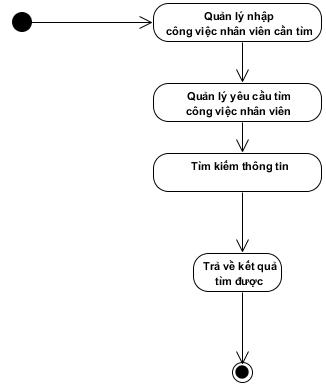 Quản lý nhập
công việc nhân viên cần tìm
Quản lý yêu cầu tìm
công việc nhân viên
Tìm kiếm thông tin
Trả về kết quả
tìm được